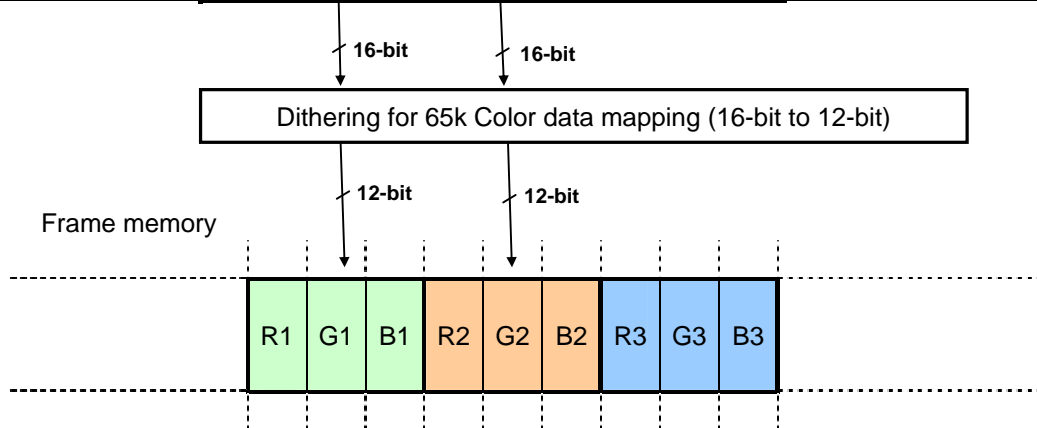 16-bit
16-bit
Dithering for 65k Color data mapping (16-bit to 12-bit)
12-bit
12-bit
Frame memory
R1 G1 B1 R2 G2 B2 R3 G3 B3